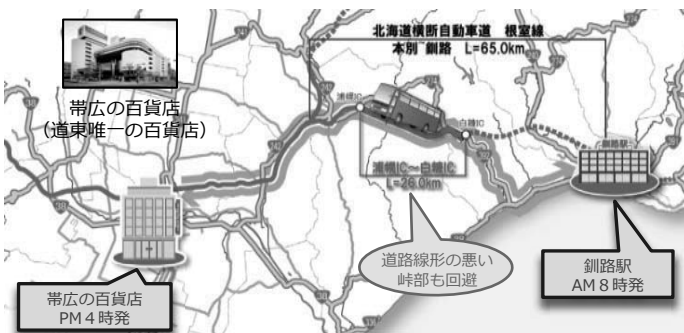 北海道横断自動車道 根室線
本別~釧路 L=65.0km
帯広の百貨店
(道東唯一の百貨店)
浦幌IC
白糠IC
釧路駅
浦幌IC~白糠IC
L=26.0km
道路線形の悪い
峠部も回避
帯広の百貨店
PM4時発
釧路駅
AM8時発
38
38